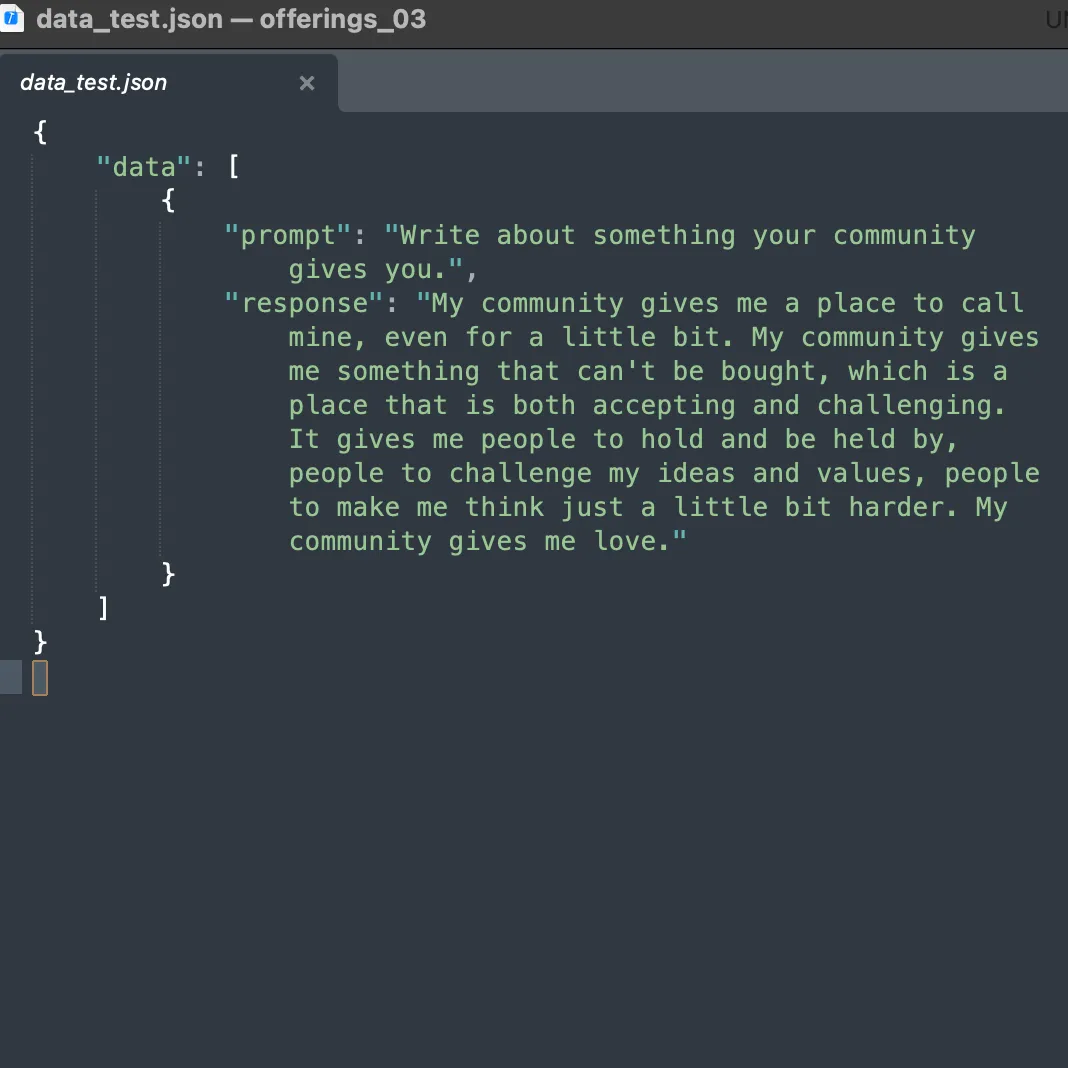 data_test.json — offerings_03
data_test.json ×
{
"data": [
{
"prompt": "Write about something your community
gives you.",
"response": "My community gives me a place to call
mine, even for a little bit. My community gives
me something that can't be bought, which is a
place that is both accepting and challenging.
It gives me people to hold and be held by,
people to challenge my ideas and values, people
to make me think just a little bit harder. My
community gives me love."
}
]
}